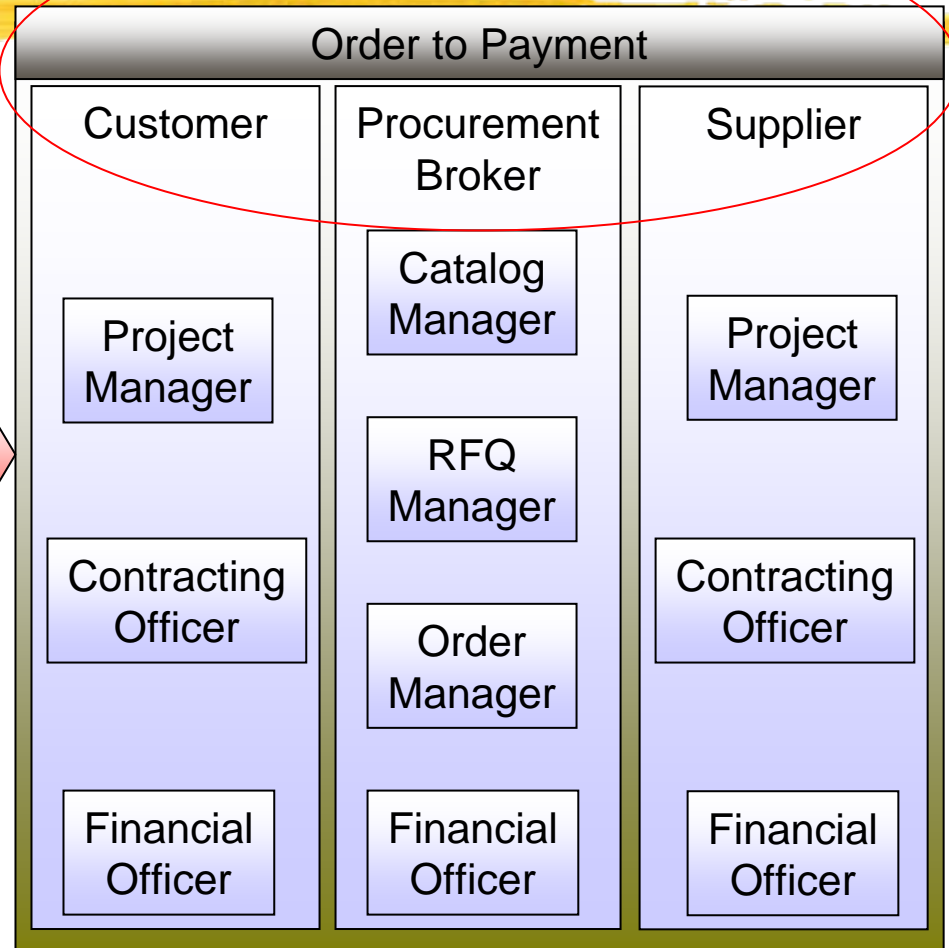 Order to Payment
Customer
Project
Manager
Contracting
Officer
Financial
Officer
Procurement
Broker
Catalog
Manager
RFQ
Manager
Order
Manager
Financial
Officer
Supplier
Project
Manager
Contracting
Officer
Financial
Officer